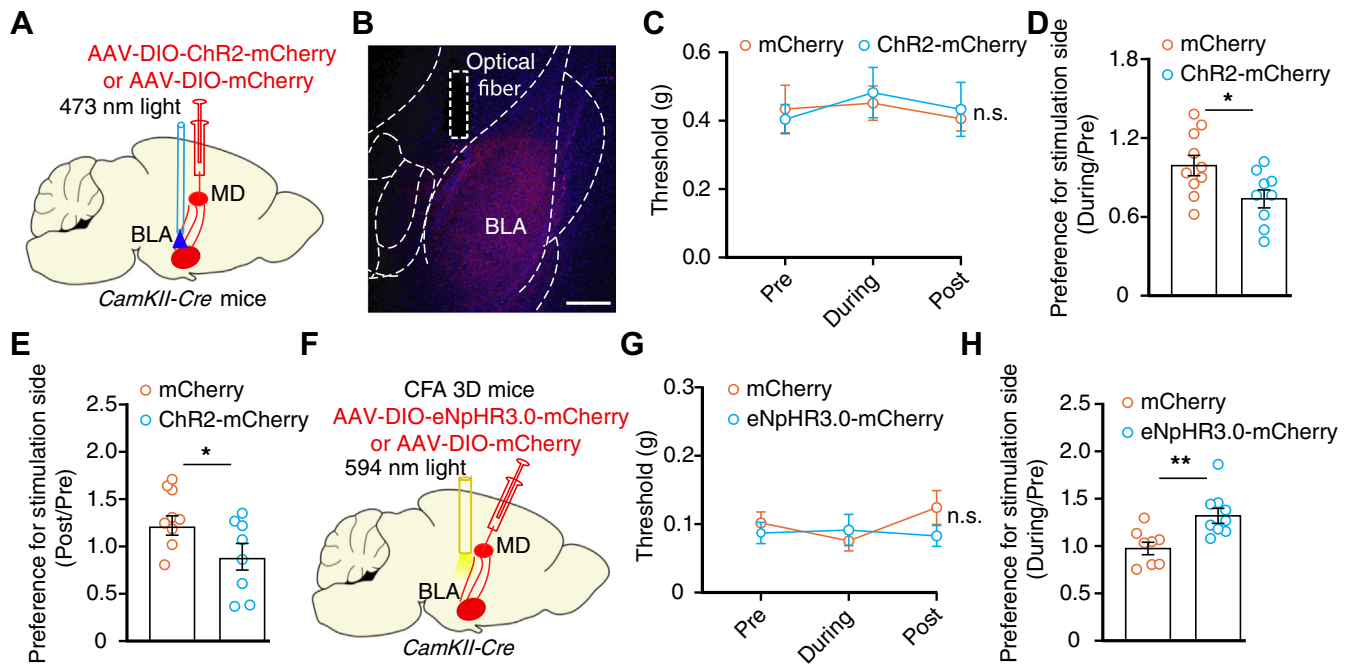 A
AAV-DIO-ChR2-mCherry
or AAV-DIO-mCherry
473 nm light
MD
BLA
CamKII-Cre mice
B
Optical
fiber
BLA
C
mCherry
ChR2-mCherry
Threshold (g)
0.6
0.4
0.2
0.0
n.s.
Pre
During
Post
D
mCherry
ChR2-mCherry
Preference for stimulation side
(During/Pre)
1.8
1.2
0.6
0
*
E
mCherry
ChR2-mCherry
Preference for stimulation side
(Post/Pre)
2.5
2.0
1.5
1.0
0.5
0
*
F
CFA 3D mice
AAV-DIO-eNpHR3.0-mCherry
or AAV-DIO-mCherry
594 nm light
MD
BLA
CamKII-Cre
G
mCherry
eNpHR3.0-mCherry
Threshold (g)
0.3
0.2
0.1
0
n.s.
Pre
During
Post
H
mCherry
eNpHR3.0-mCherry
Preference for stimulation side
(During/Pre)
2.5
2.0
1.5
1.0
0.5
0
**